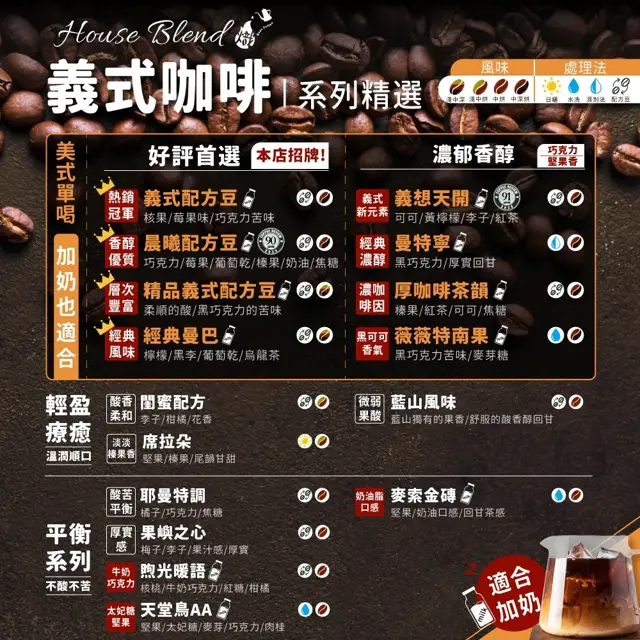 House Blend
義式咖啡 | 系列精選
風味 處理法
淺中深 淺中烘 中烘 中深烘 日曬 水洗 濕剝法 配方豆
美式單喝
加奶也適合
好評首選 本店招牌!
熱銷冠軍 義式配方豆
核果/莓果味/巧克力苦味
香醇優質 晨曦配方豆 90
巧克力/莓果/葡萄乾/榛果/奶油/焦糖
層次豐富 精品義式配方豆
柔順的酸/黑巧克力的苦味
經典風味 經典曼巴
檸檬/黑李/葡萄乾/烏龍茶
濃郁香醇 巧克力堅果香
義式新元素 義想天開 91
可可/黃檸檬/李子/紅茶
經典濃醇 曼特寧
黑巧克力/厚實回甘
濃咖啡因 厚咖啡茶韻
榛果/紅茶/可可/焦糖
黑可可香氣 薇薇特南果
黑巧克力苦味/麥芽糖
輕盈療癒
溫潤順口
酸香柔和 閨蜜配方
李子/柑橘/花香
淡淡榛果香 席拉朵
堅果/榛果/尾韻甘甜
微弱果酸 藍山風味
藍山獨有的果香/舒服的酸香醇回甘
平衡系列
不酸不苦
酸苦平衡 耶曼特調
橘子/巧克力/焦糖
厚實感 果嶼之心
梅子/李子/果汁感/厚實
牛奶巧克力 煦光暖語
核桃/牛奶巧克力/紅糖/柑橘
太妃糖堅果 天堂鳥AA
堅果/太妃糖/麥芽/巧克力/肉桂
奶油脂口感 麥索金磚
堅果/奶油口感/回甘茶感
適合加奶